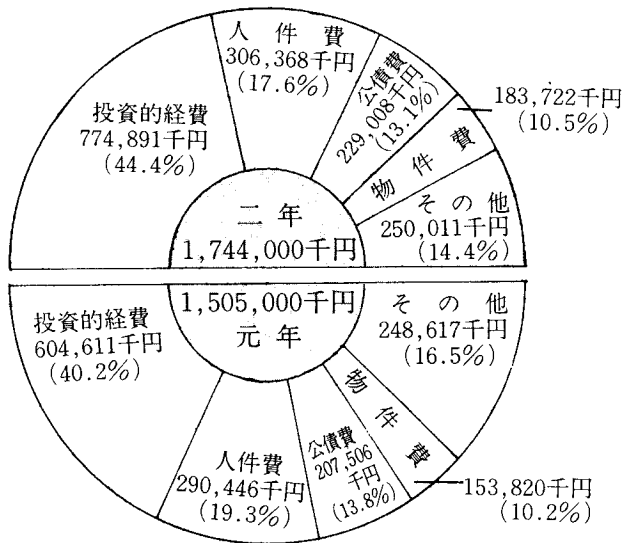 投資的経費
774,891千円
(44.4%)
人件費
306,368千円
(17.6%)
公債費
229,008千円
(13.1%)
183,722千円
(10.5%)
物件費
その他
250,011千円
(14.4%)
二年
1,744,000千円
1,505,000千円
元年
投資的経費
604,611千円
(40.2%)
人件費
290,446千円
(19.3%)
公債費
207,506
千円
(13.8%)
物件費
153,820千円
(10.2%)
その他
248,617千円
(16.5%)